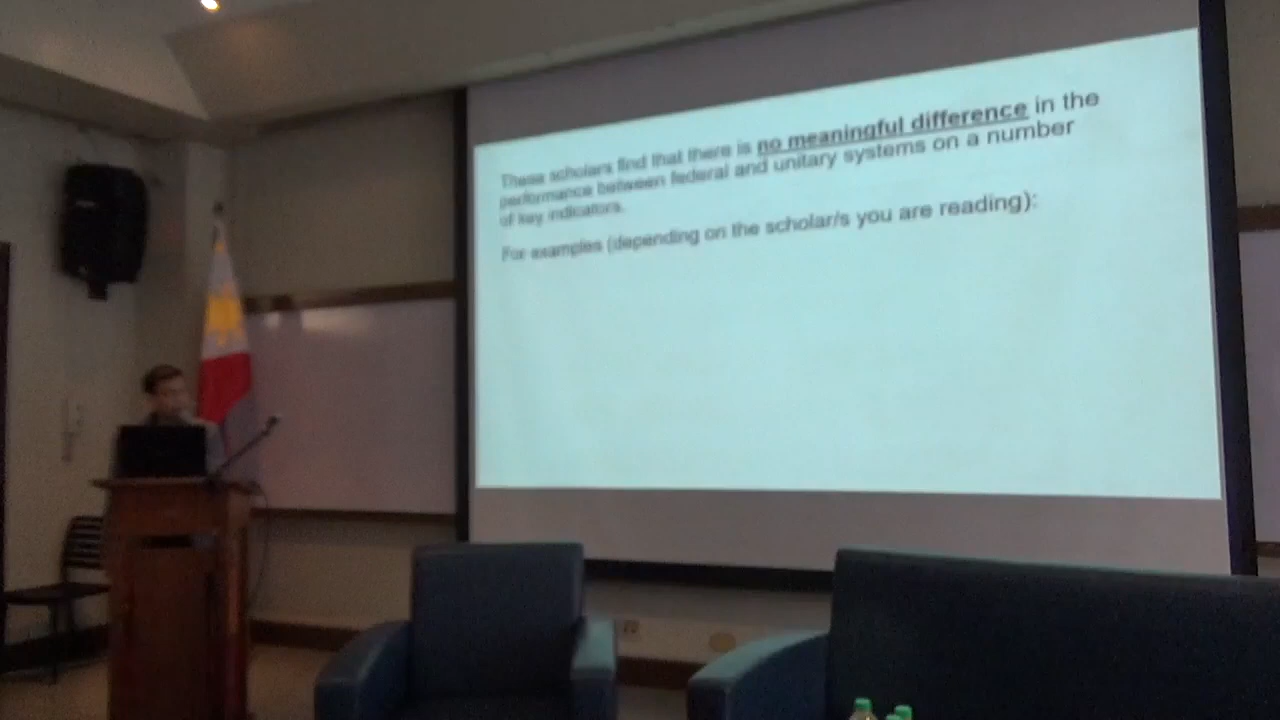 These scholars find that there is no meaningful difference in the
performance between federal and unitary systems on a number
of key indicators.
For examples (depending on the scholar/s you are reading):